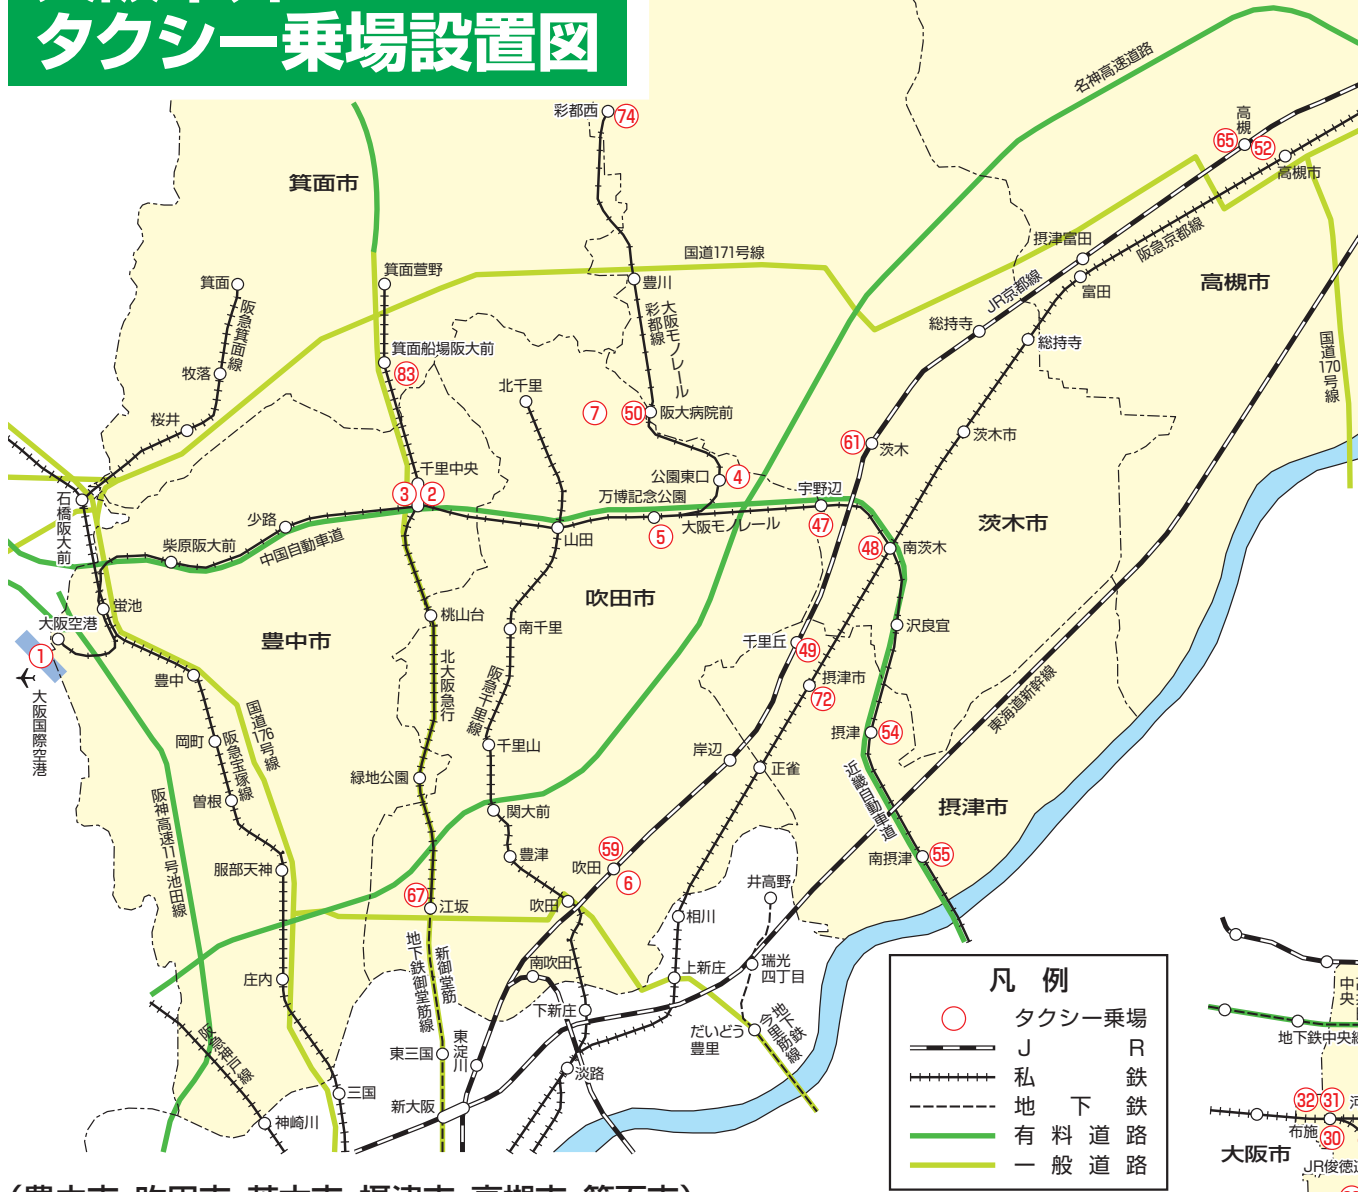 タクシー乗場設置図
彩都西
74
名神高速道路
高槻
65
52
高槻市
箕面市
阪急京都線
摂津富田
国道171号線
箕面萱野
箕面
豊川
富田
高槻市
JR京都線
阪急箕面線
大阪モノレール
彩都線
総持寺
総持寺
国道170号線
箕面船場阪大前
83
牧落
北千里
7
50
阪大病院前
桜井
61
茨木
茨木市
千里中央
公園東口
4
宇野辺
3
2
万博記念公園
石橋阪大前
少路
5
大阪モノレール
47
茨木市
柴原阪大前
中国自動車道
山田
48
南茨木
吹田市
蛍池
大阪空港
桃山台
南千里
沢良宜
豊中市
千里丘
49
1
北大阪急行
阪急千里線
摂津市
72
豊中
大阪国際空港
国道176号線
東海道新幹線
岡町
阪急宝塚線
千里山
岸辺
摂津
54
緑地公園
正雀
近畿自動車道
曽根
阪神高速11号池田線
関大前
摂津市
59
豊津
南摂津
55
服部天神
吹田
6
井高野
67
江坂
吹田
相川
地下鉄御堂筋線
新御堂筋
南吹田
上新庄
瑞光
四丁目
庄内
下新庄
だいどう
豊里
地下鉄
今里筋線
阪急神戸線
東三国
東淀川
淡路
三国
新大阪
神崎川
凡例
タクシー乗場
JR
私鉄
地下鉄
有料道路
一般道路
地下鉄中央線
32
31
布施
30
大阪市